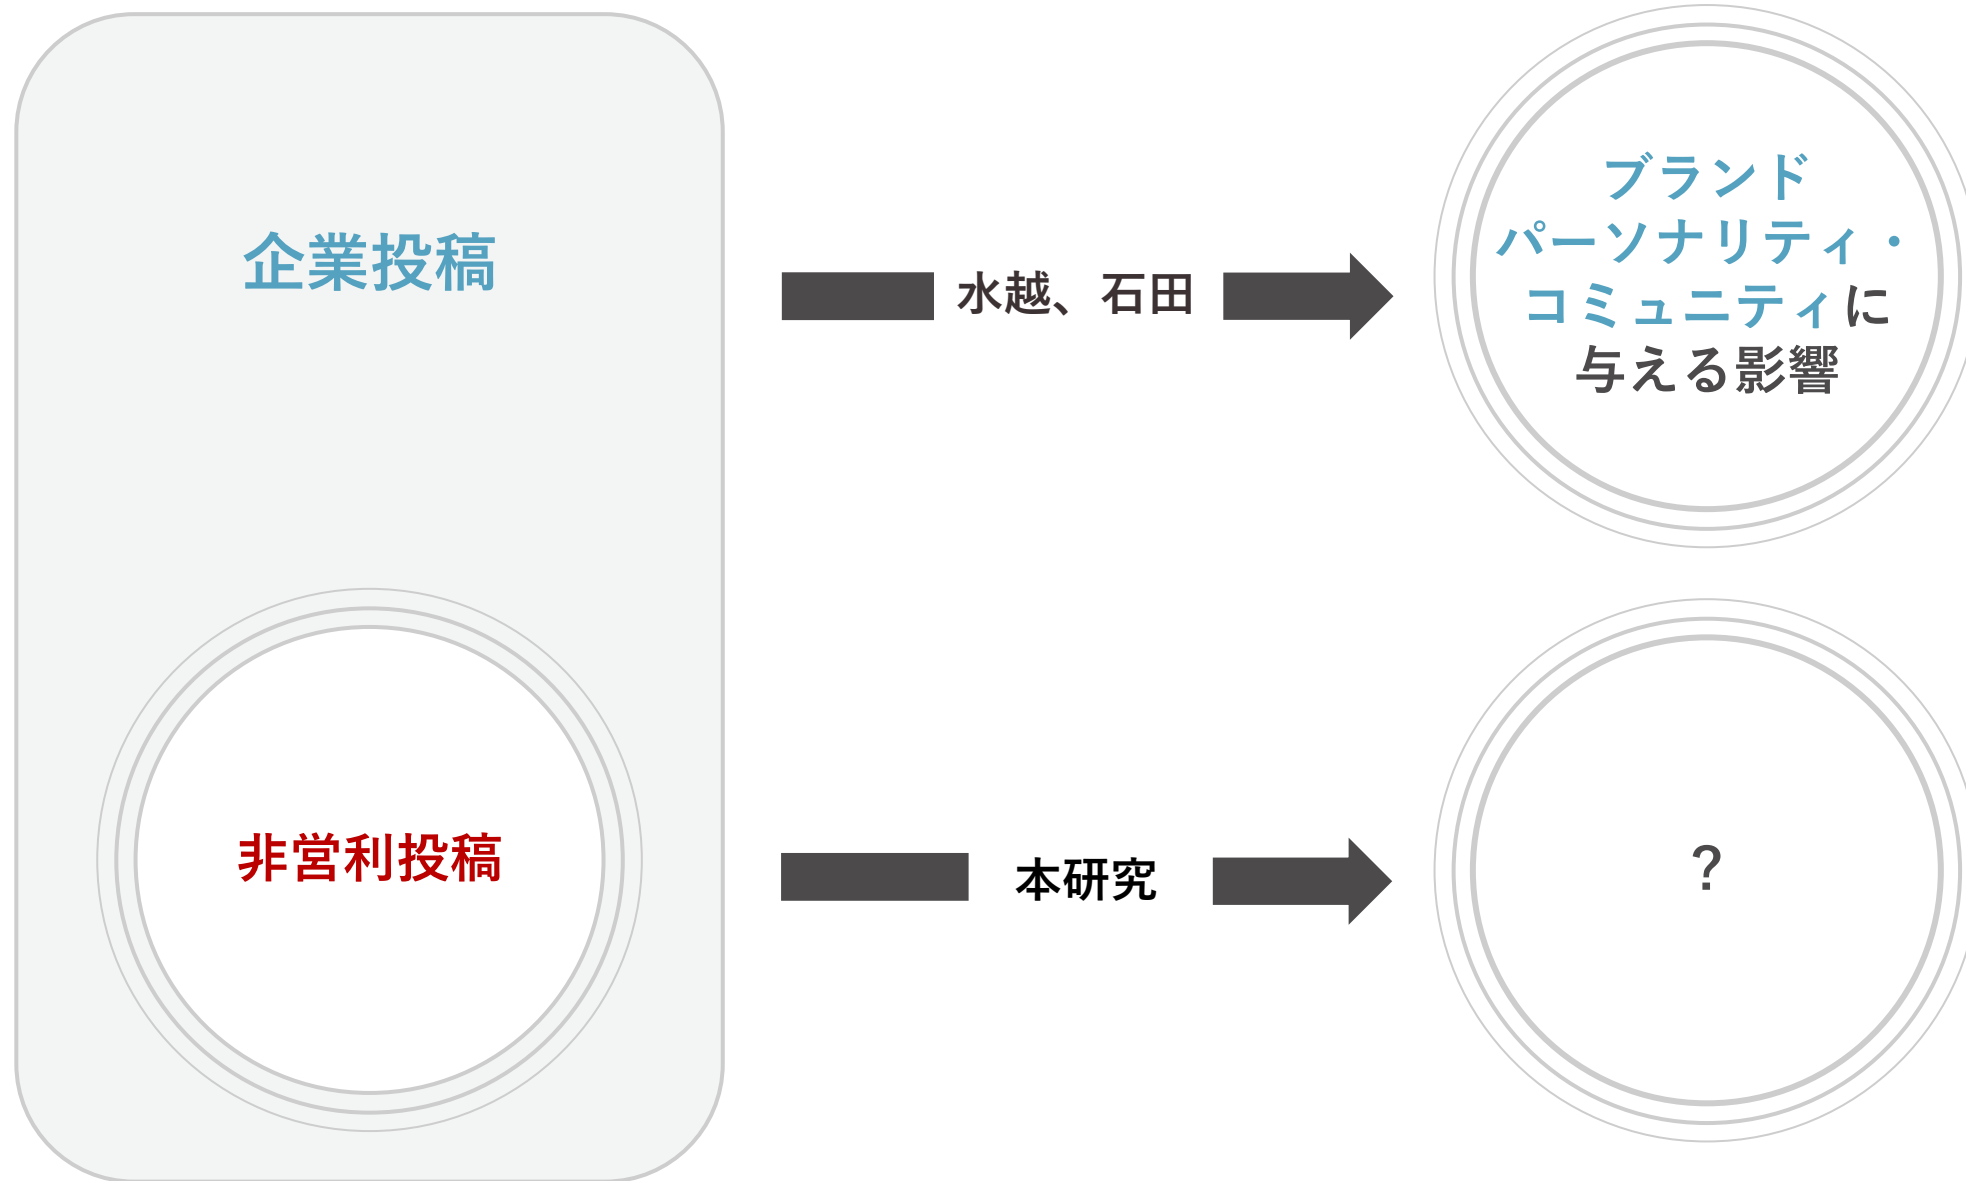 企業投稿
水越、石田
ブランド
パーソナリティ・
コミュニティに
与える影響
非営利投稿
本研究
？